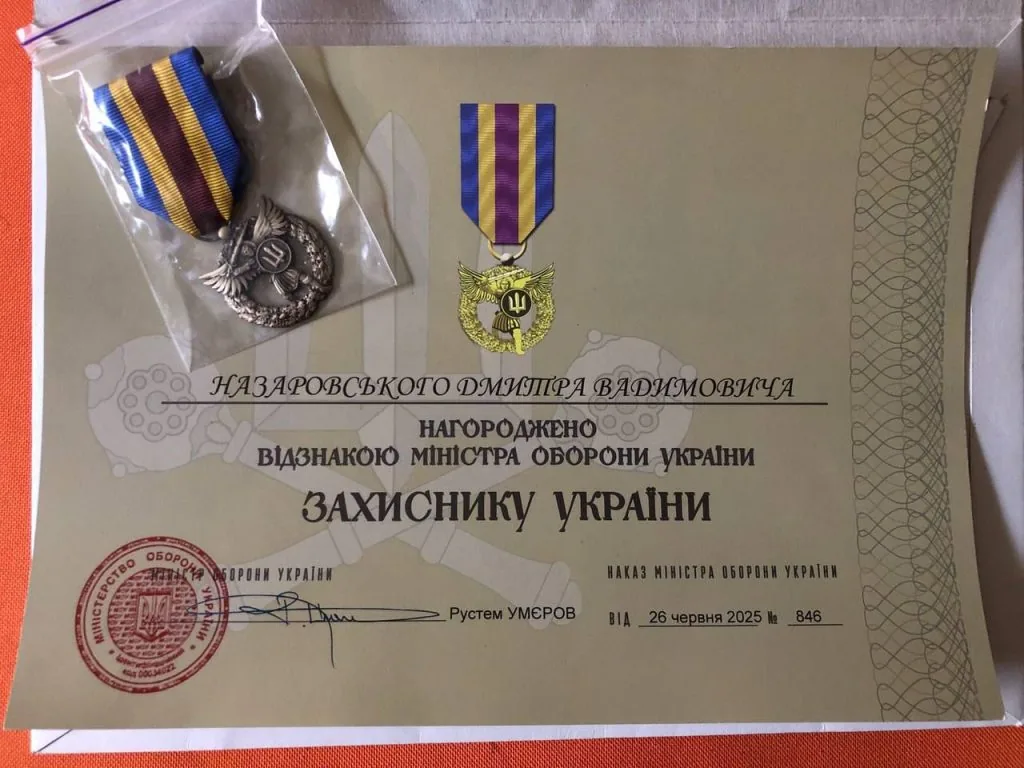 НАЗАРОВСЬКОГО ДМИТРА ВАДИМОВИЧА
НАГОРОДЖЕНО
ВІДЗНАКОЮ МІНІСТРА ОБОРОНИ УКРАЇНИ
ЗАХИСНИКУ УКРАЇНИ
МІНІСТР ОБОРОНИ УКРАЇНИ
Рустем УМЄРОВ
НАКАЗ МІНІСТРА ОБОРОНИ УКРАЇНИ
ВІД 26 червня 2025 № 846
МІНІСТЕРСТВО ОБОРОНИ УКРАЇНИ